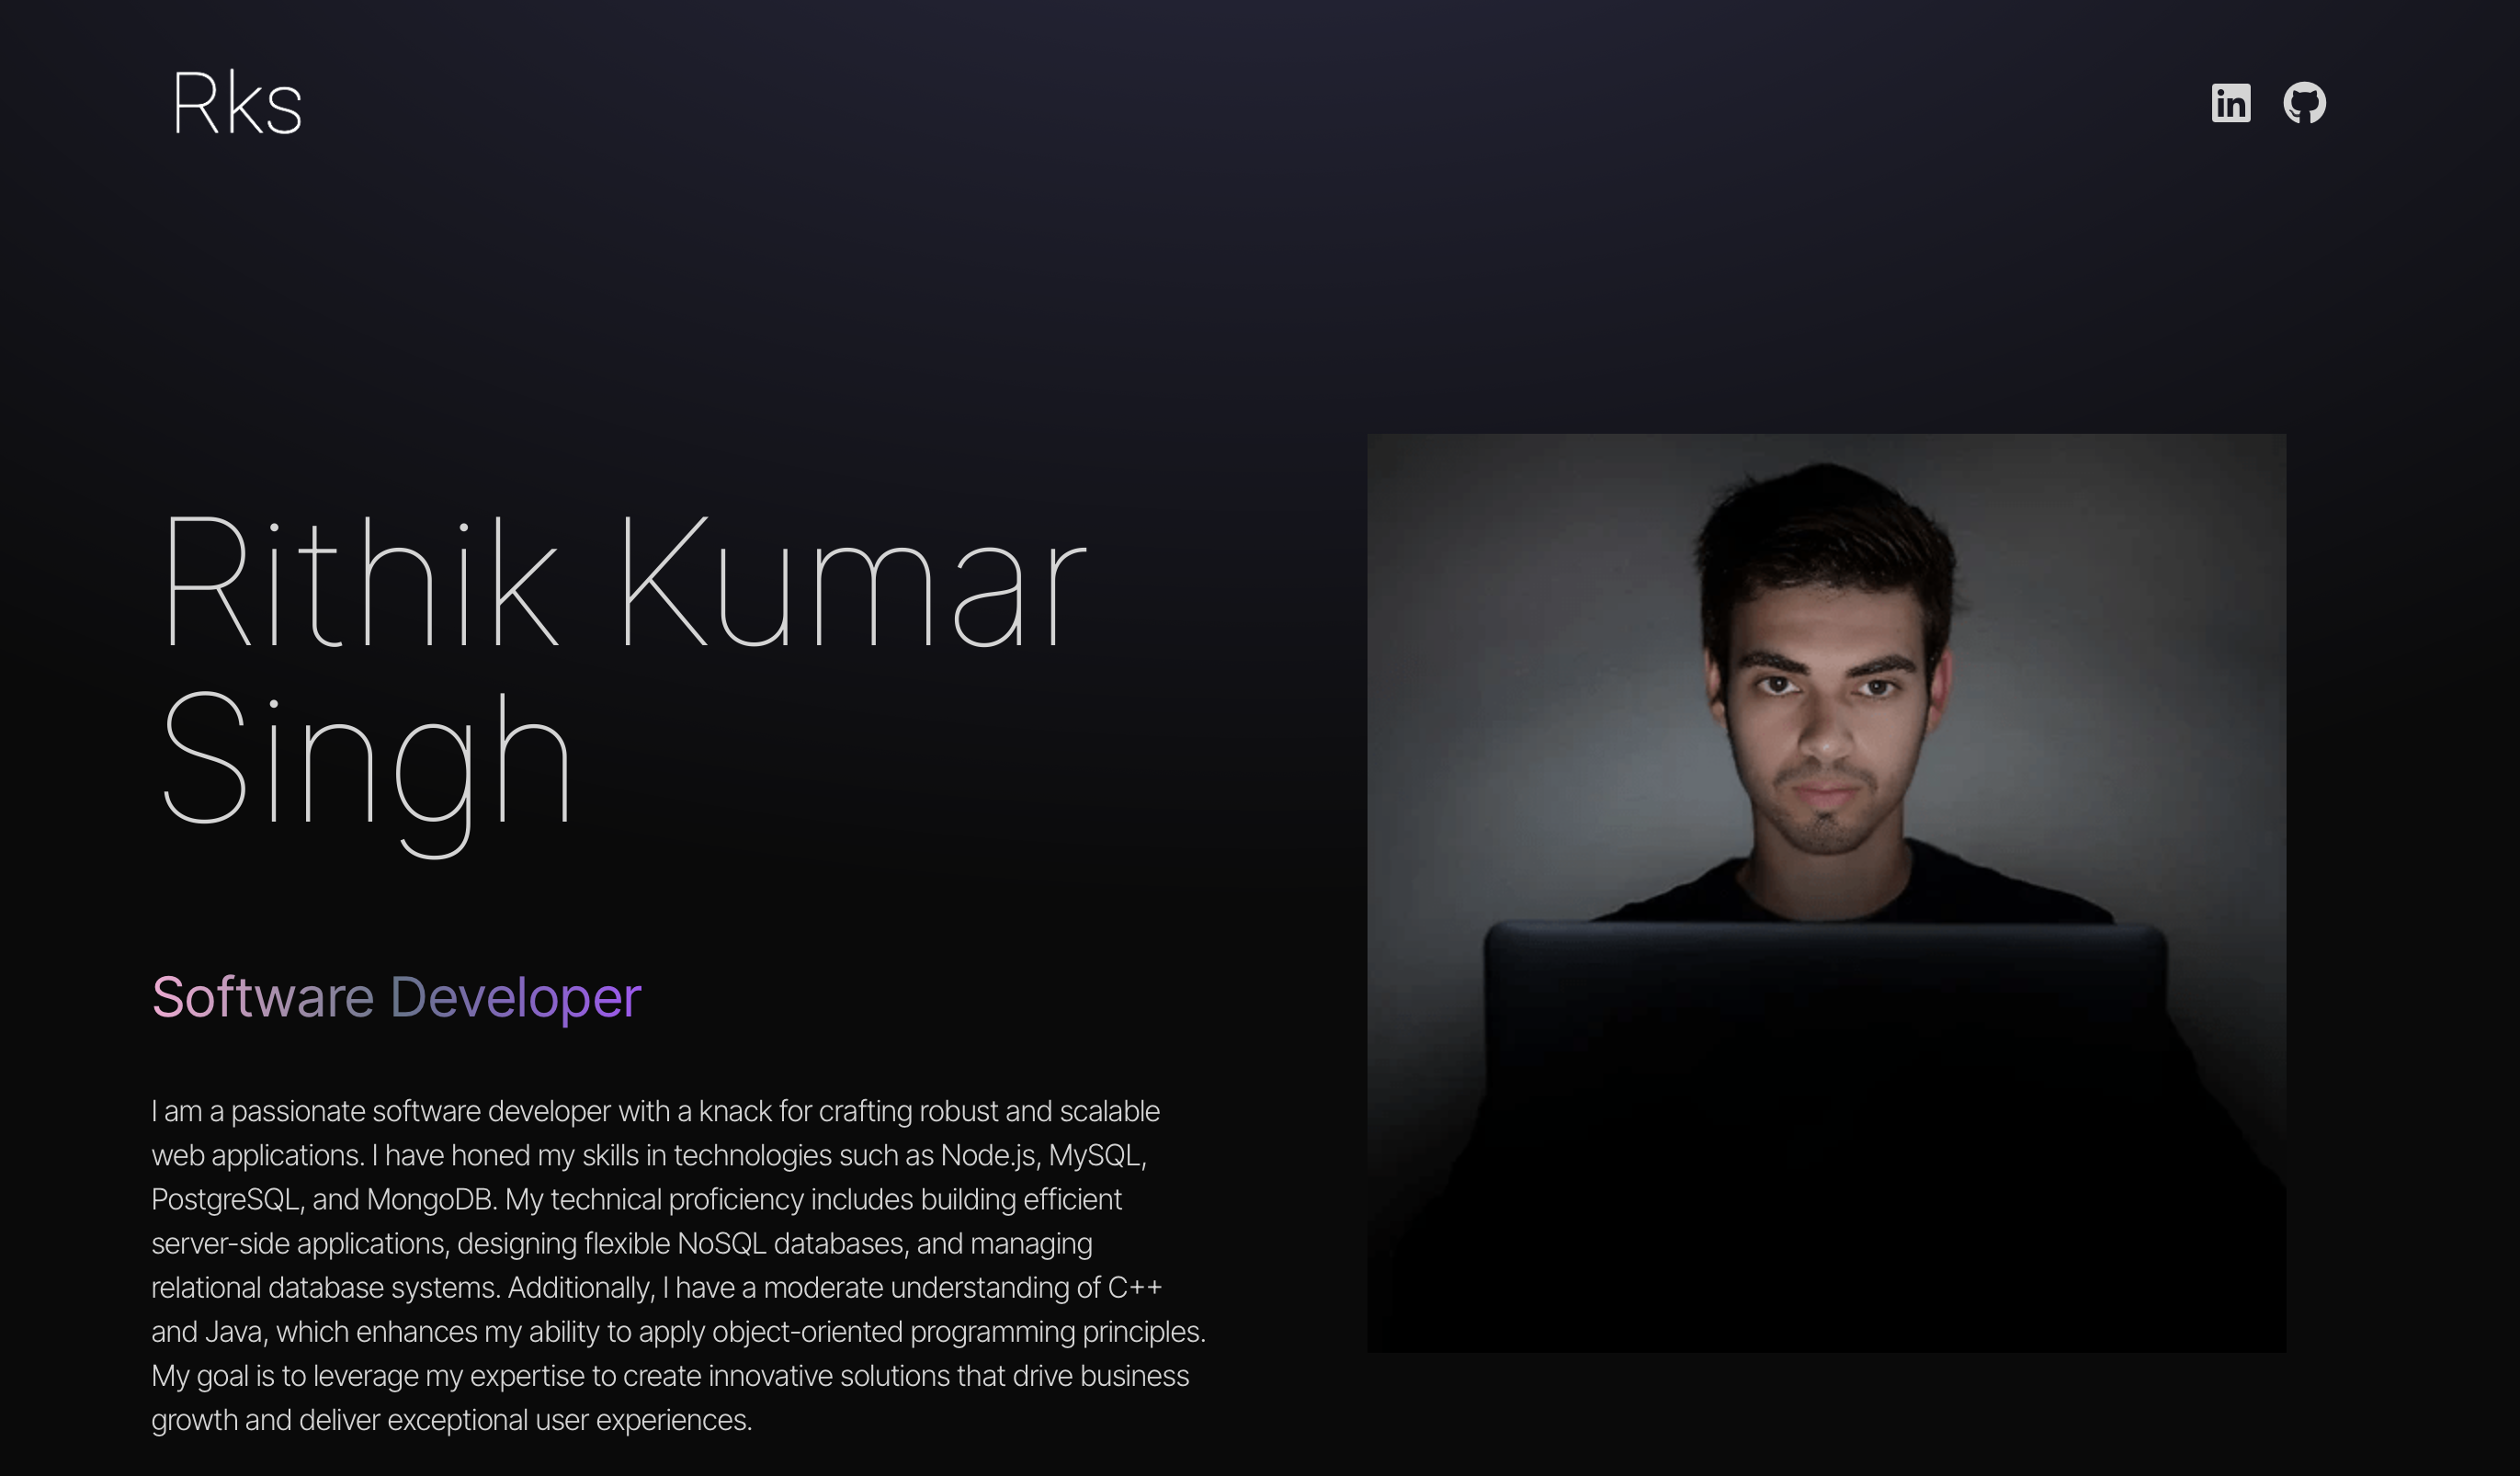 Rks
in
Rithik Kumar
Singh
Software Developer
I am a passionate software developer with a knack for crafting robust and scalable
web applications. I have honed my skills in technologies such as Node.js, MySQL,
PostgreSQL, and MongoDB. My technical proficiency includes building efficient
server-side applications, designing flexible NoSQL databases, and managing
relational database systems. Additionally, I have a moderate understanding of C++
and Java, which enhances my ability to apply object-oriented programming principles.
My goal is to leverage my expertise to create innovative solutions that drive business
growth and deliver exceptional user experiences.